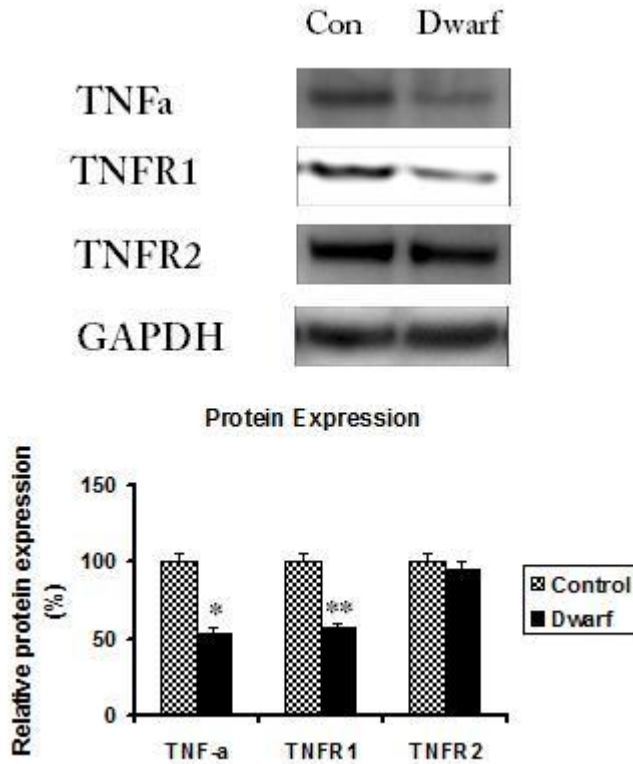 Con Dwarf
TNFa
TNFR1
TNFR2
GAPDH
Protein Expression
Relative protein expression
(%)
150
100
50
0
* **
TNF-a TNFR1 TNFR2
Control
Dwarf